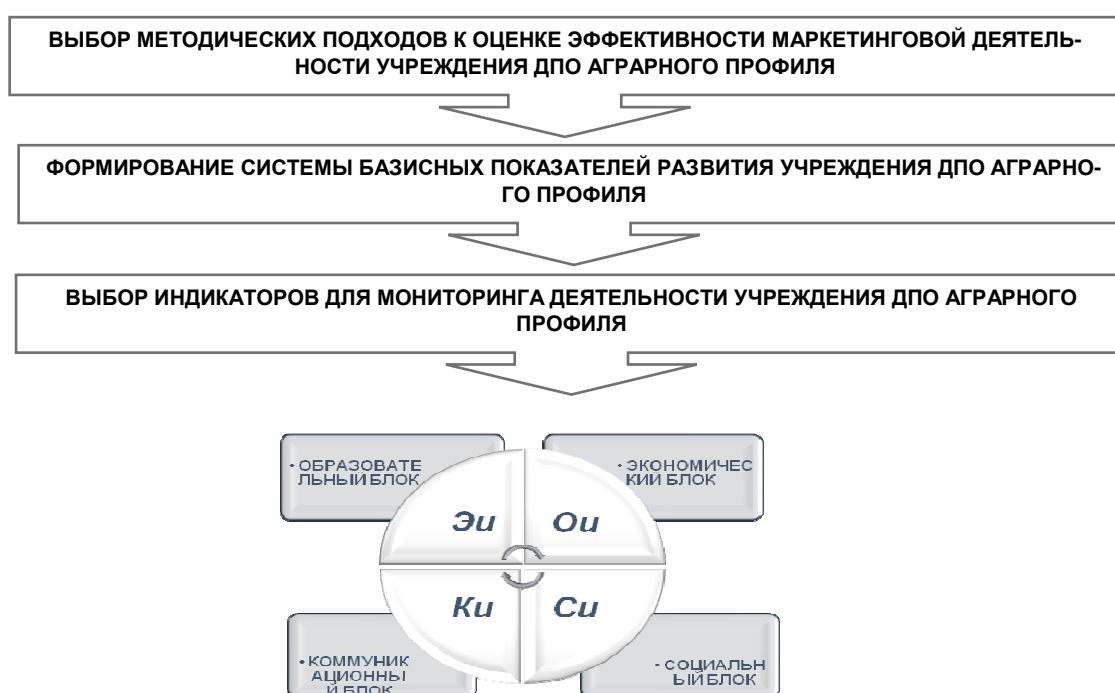 ВЫБОР МЕТОДИЧЕСКИХ ПОДХОДОВ К ОЦЕНКЕ ЭФФЕКТИВНОСТИ МАРКЕТИНГОВОЙ ДЕЯТЕЛЬ-
НОСТИ УЧРЕЖДЕНИЯ ДПО АГРАРНОГО ПРОФИЛЯ
ФОРМИРОВАНИЕ СИСТЕМЫ БАЗИСНЫХ ПОКАЗАТЕЛЕЙ РАЗВИТИЯ УЧРЕЖДЕНИЯ ДПО АГРАРНО-
ГО ПРОФИЛЯ
ВЫБОР ИНДИКАТОРОВ ДЛЯ МОНИТОРИНГА ДЕЯТЕЛЬНОСТИ УЧРЕЖДЕНИЯ ДПО АГРАРНОГО
ПРОФИЛЯ
• ОБРАЗОВАТЕ
ЛЬНЫЙ БЛОК
• ЭКОНОМИЧЕС
КИЙ БЛОК
Эи
Ои
Ки
Си
• КОММУНИК
АЦИОННЫ
Й БЛОК
• СОЦИАЛЬН
ЫЙ БЛОК